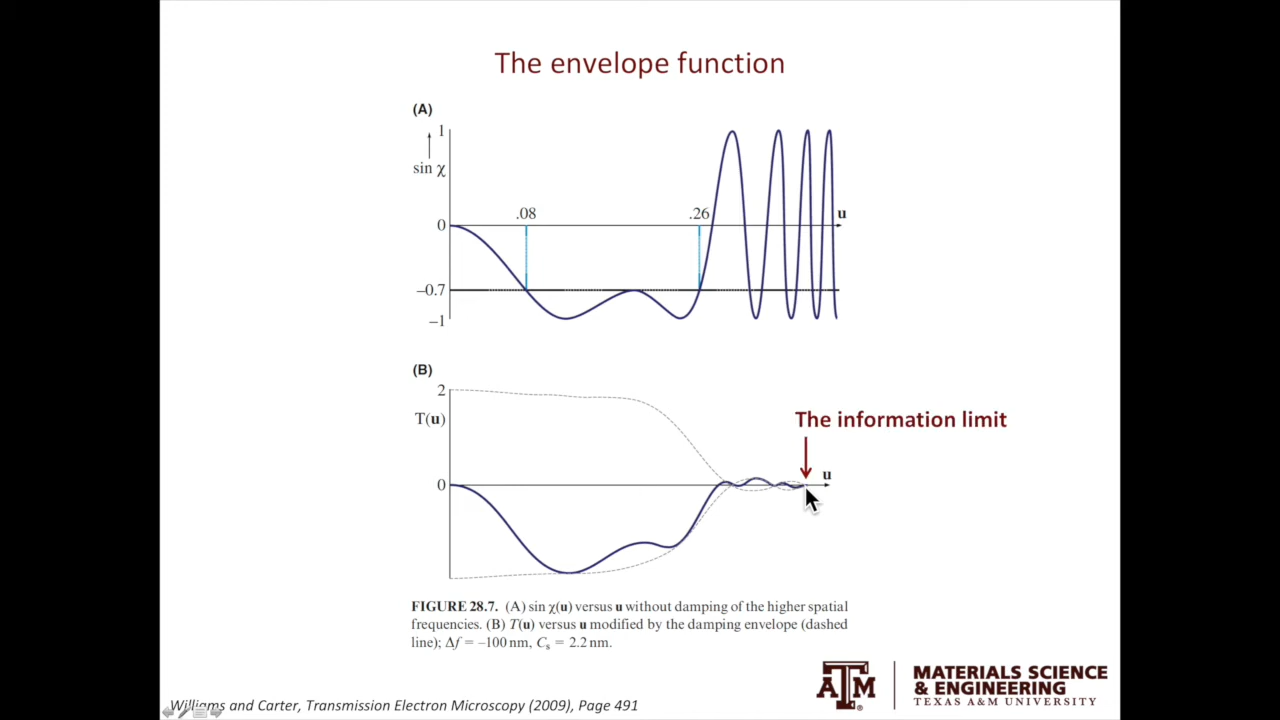 The envelope function
(A)
1
sin χ
.08
.26
u
0
–0.7
–1
(B)
2
T(u)
The information limit
u
0
FIGURE 28.7. (A) sin χ(u) versus u without damping of the higher spatial
frequencies. (B) T(u) versus u modified by the damping envelope (dashed
line); Δf = –100 nm, Cs = 2.2 nm.
ATM
MATERIALS SCIENCE
& ENGINEERING
TEXAS A&M UNIVERSITY
Williams and Carter, Transmission Electron Microscopy (2009), Page 491